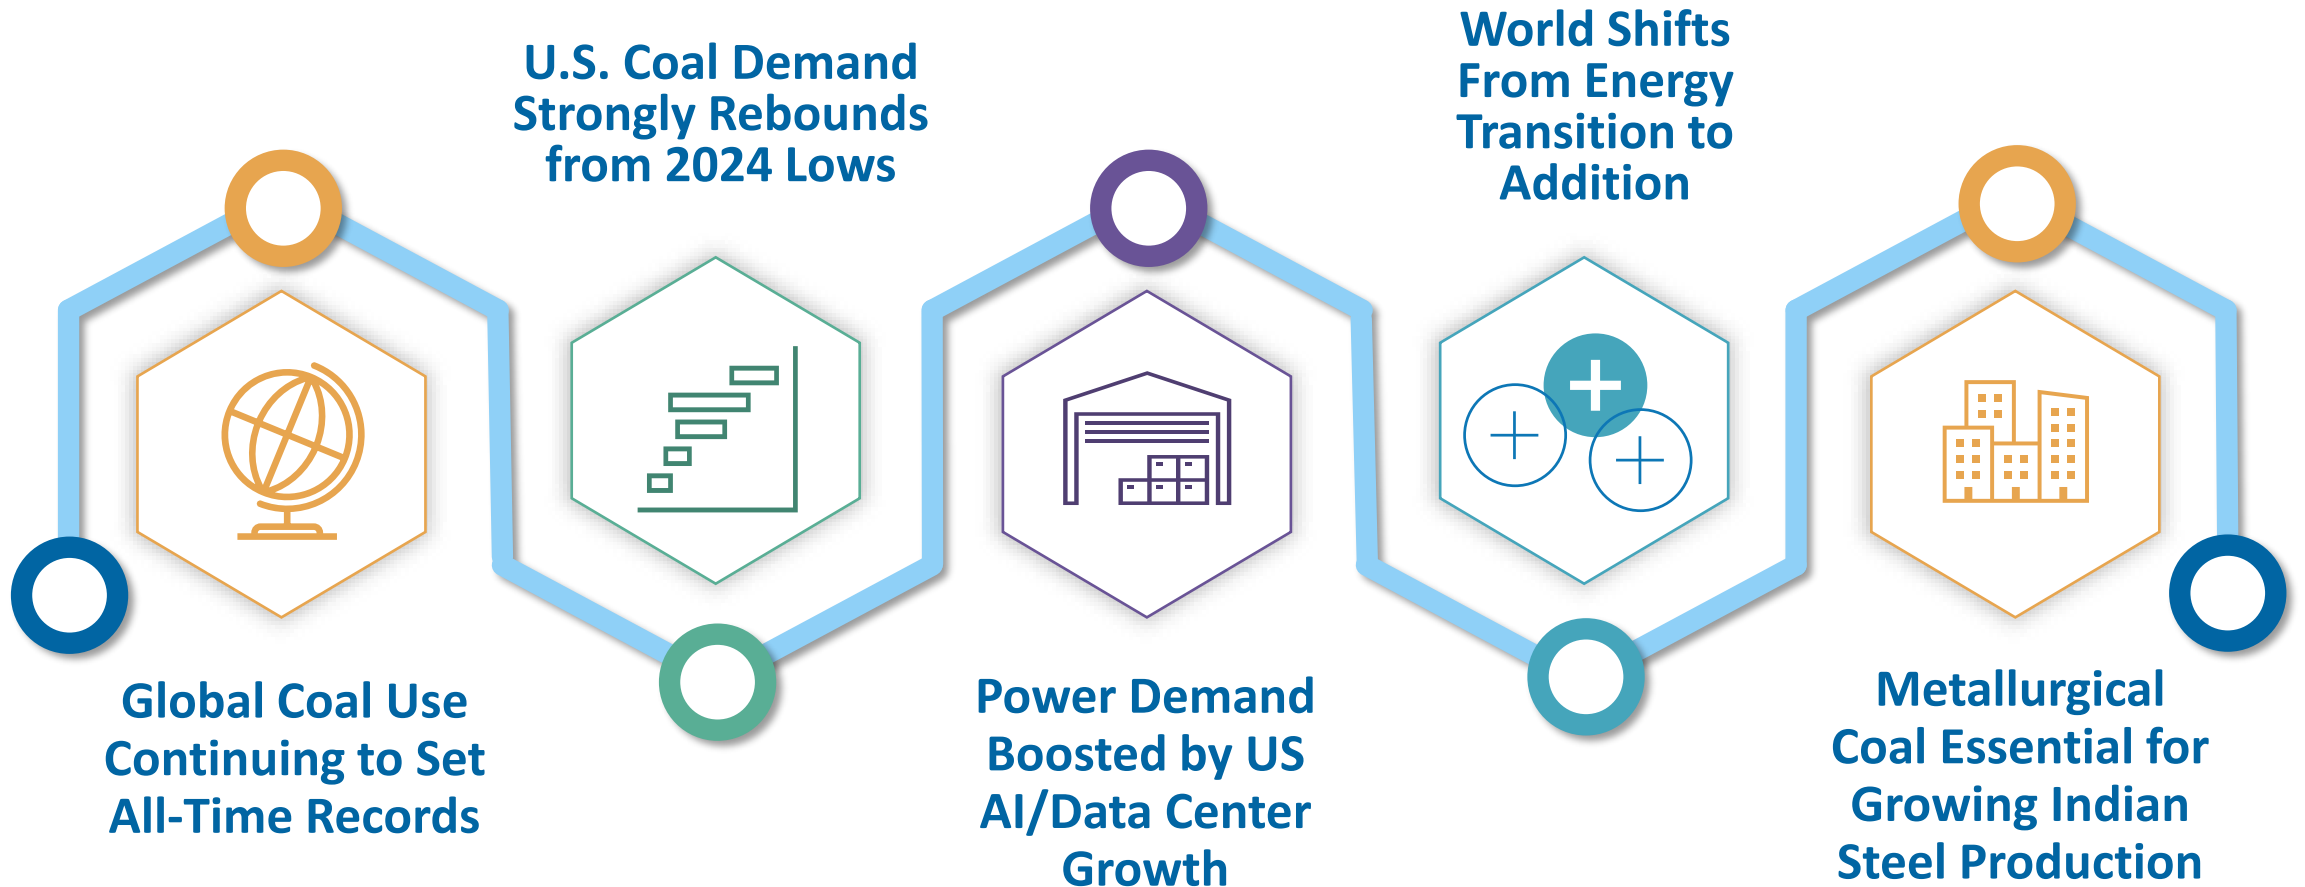 Global Coal Use
Continuing to Set
All-Time Records
U.S. Coal Demand
Strongly Rebounds
from 2024 Lows
Power Demand
Boosted by US
AI/Data Center
Growth
World Shifts
From Energy
Transition to
Addition
Metallurgical
Coal Essential for
Growing Indian
Steel Production